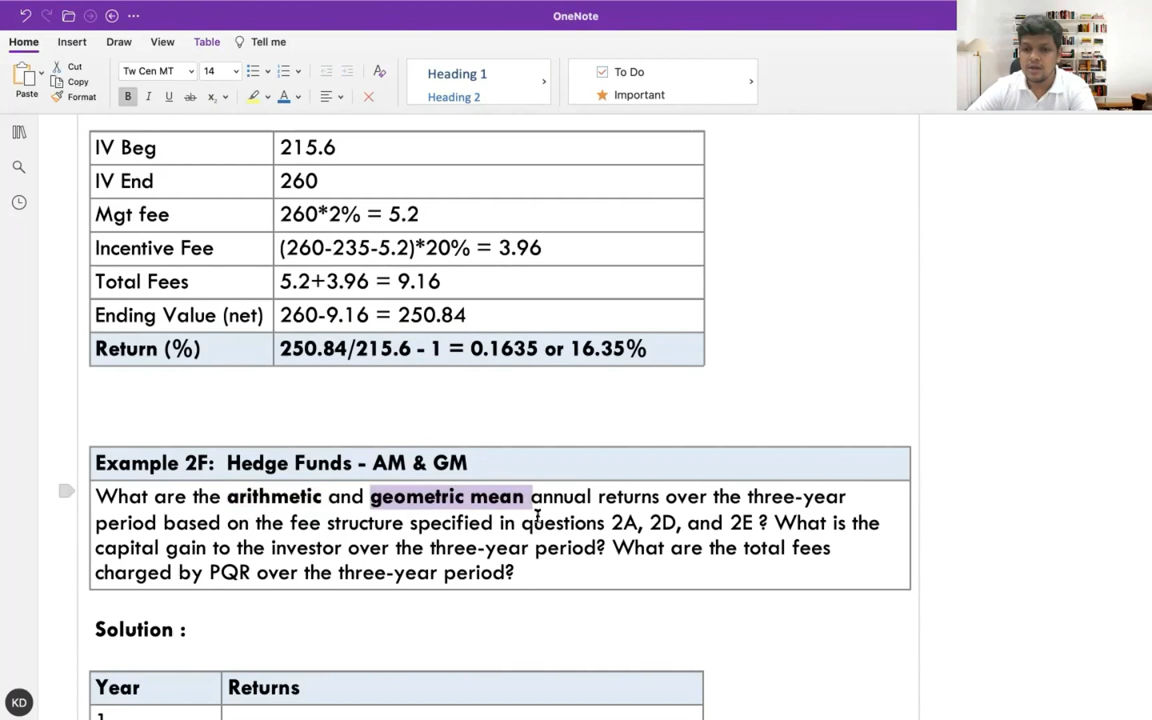 OneNote
Home Insert Draw View Table Tell me
Paste
Cut
Copy
Format
Tw Cen MT 14
B I U ab x₂ A
Heading 1
Heading 2
To Do
Important
IV Beg 215.6
IV End 260
Mgt fee 260*2% = 5.2
Incentive Fee (260-235-5.2)*20% = 3.96
Total Fees 5.2+3.96 = 9.16
Ending Value (net) 260-9.16 = 250.84
Return (%) 250.84/215.6 - 1 = 0.1635 or 16.35%
Example 2F: Hedge Funds - AM & GM
What are the arithmetic and geometric mean annual returns over the three-year
period based on the fee structure specified in questions 2A, 2D, and 2E ? What is the
capital gain to the investor over the three-year period? What are the total fees
charged by PQR over the three-year period?
Solution :
Year Returns
1
KD